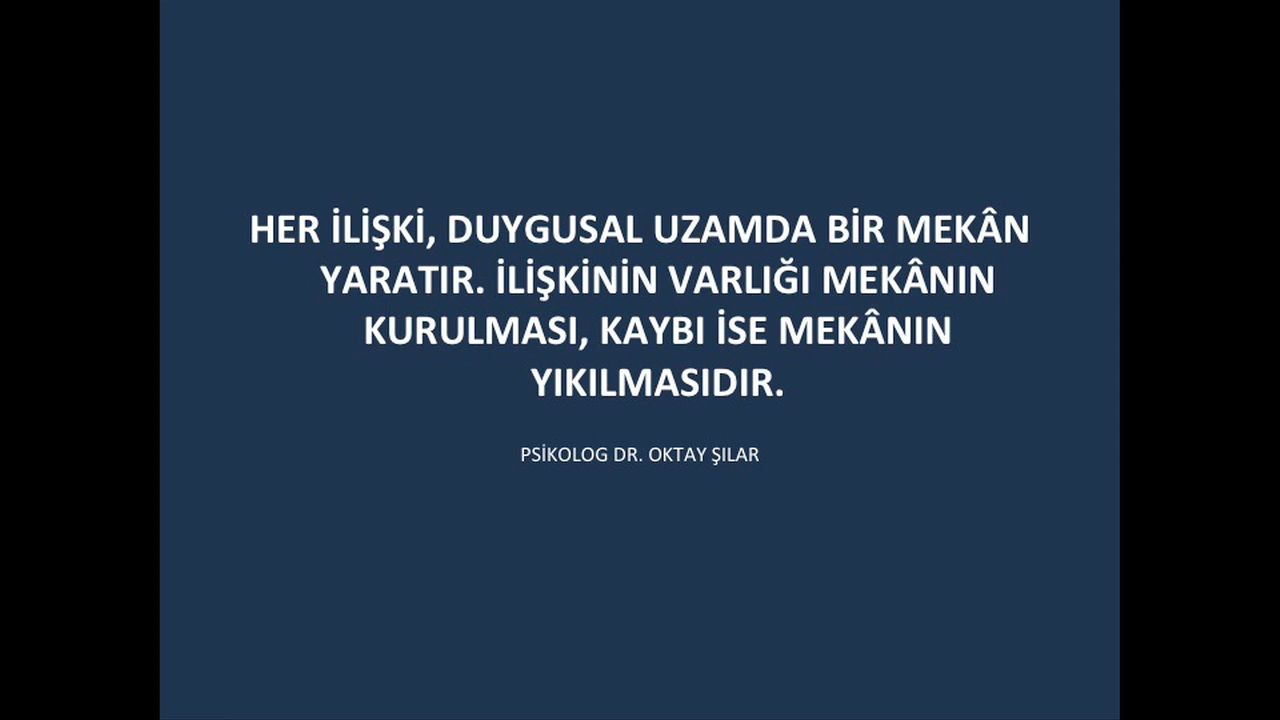 HER İLİŞKİ, DUYGUSAL UZAMDA BİR MEKÂN
YARATIR. İLİŞKİNİN VARLIĞI MEKÂNIN
KURULMASI, KAYBI İSE MEKÂNIN
YIKILMASIDIR.
PSİKOLOG DR. OKTAY ŞILAR